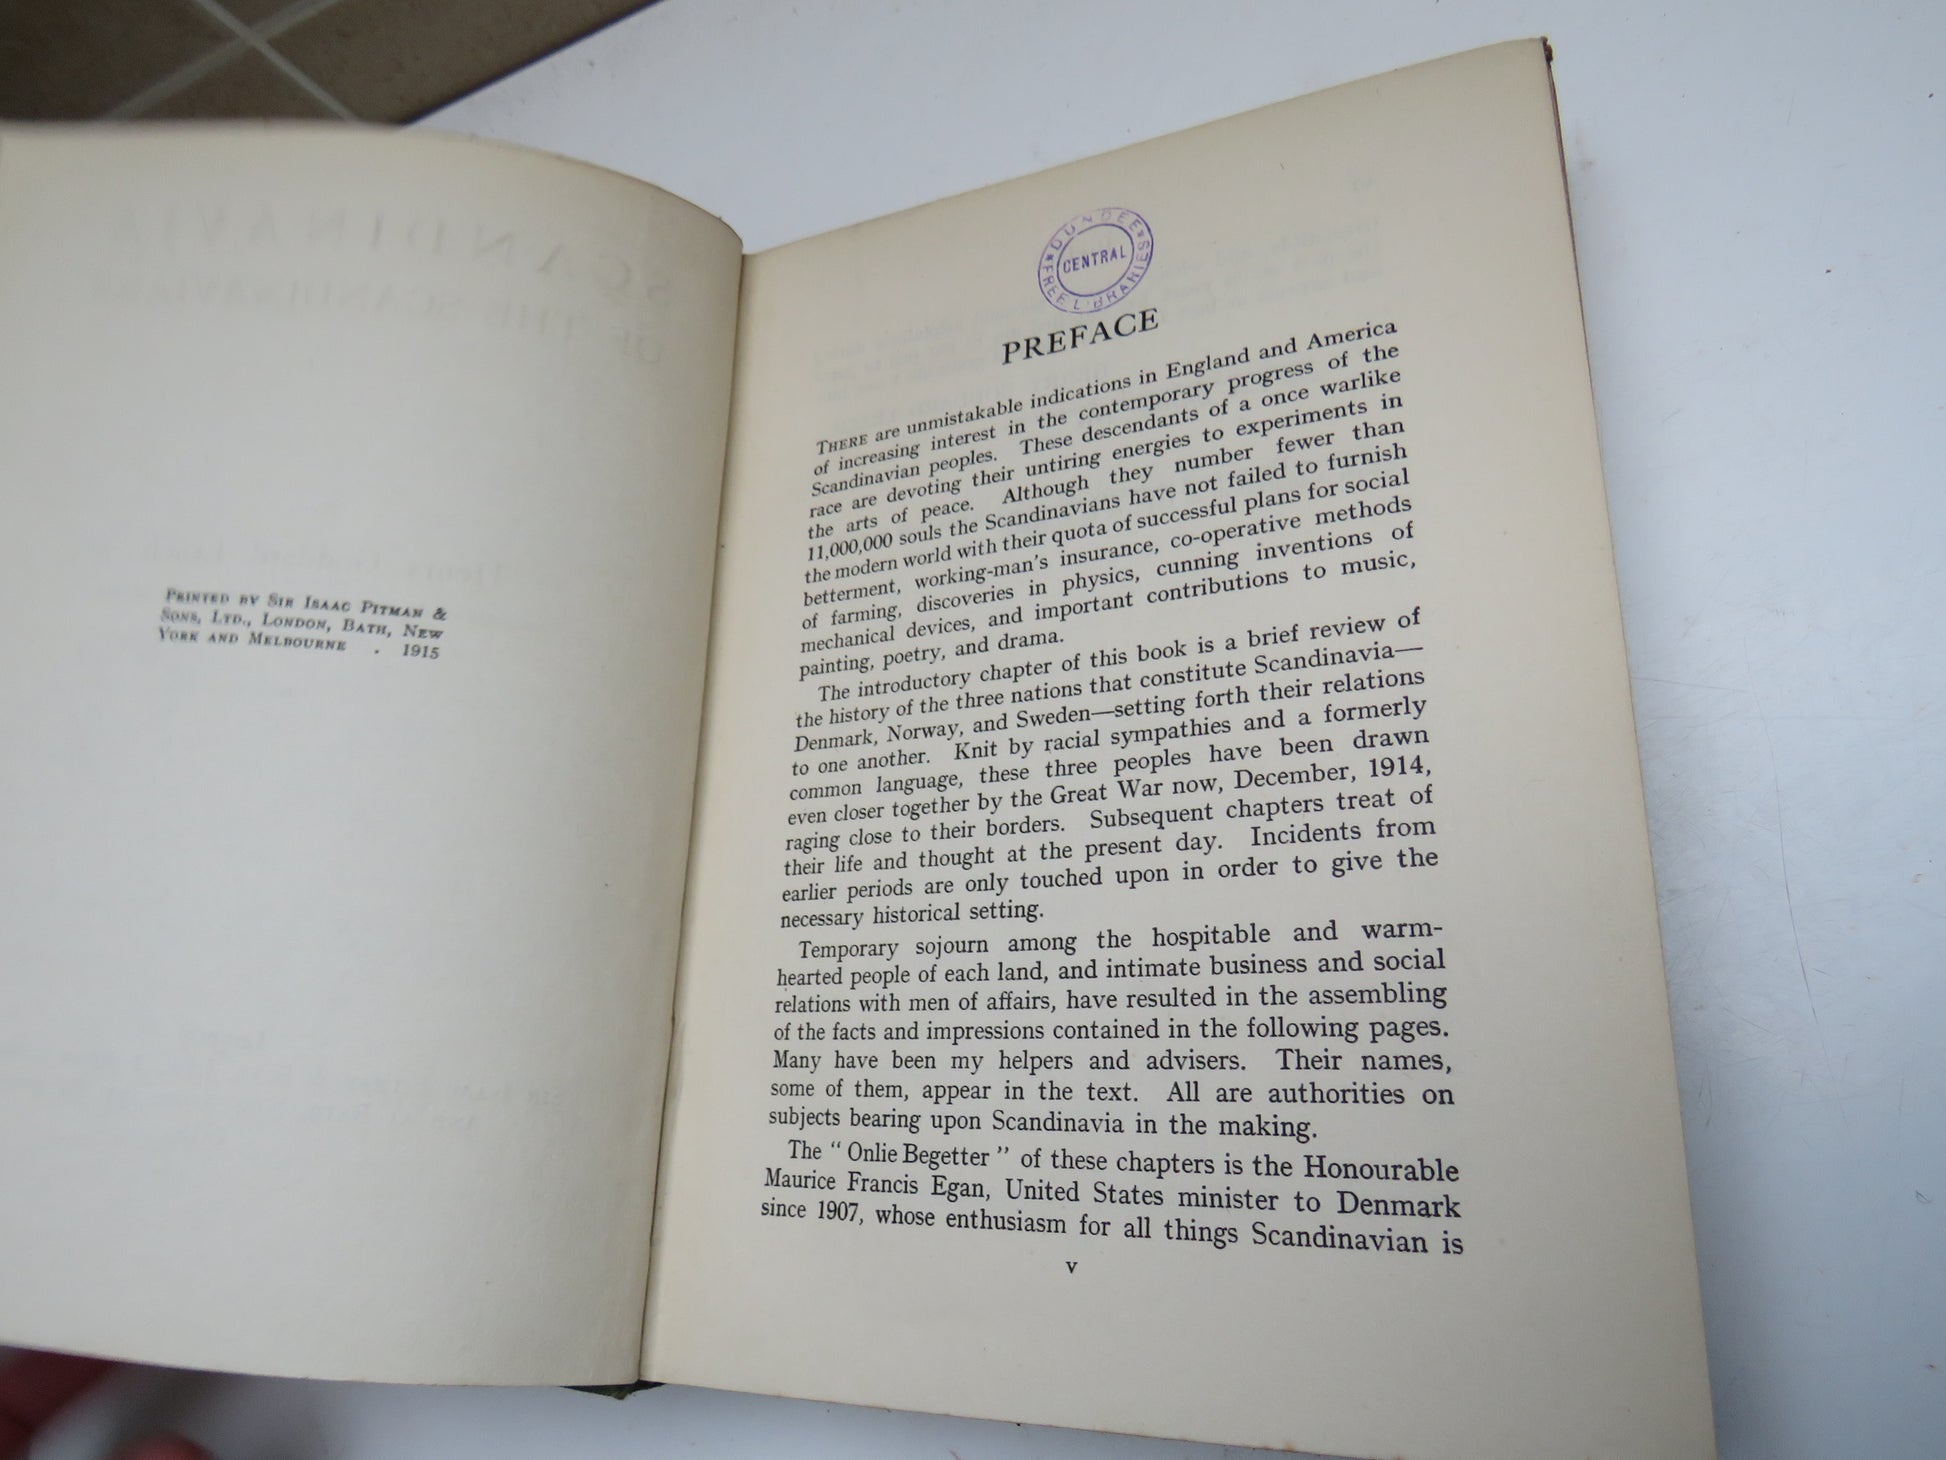 PRINTED BY SIR ISAAC PITMAN &
SONS, LTD., LONDON, BATH, NEW
YORK AND MELBOURNE . 1915
DUNDEE
CENTRAL
FREE LIBRARIES
PREFACE
THERE are unmistakable indications in England and America
of increasing interest in the contemporary progress of the
Scandinavian peoples. These descendants of a once warlike
race are devoting their untiring energies to experiments in
the arts of peace. Although they number fewer than
11,000,000 souls the Scandinavians have not failed to furnish
the modern world with their quota of successful plans for social
betterment, working-man's insurance, co-operative methods
of farming, discoveries in physics, cunning inventions of
mechanical devices, and important contributions to music,
painting, poetry, and drama.
The introductory chapter of this book is a brief review of
the history of the three nations that constitute Scandinavia—
Denmark, Norway, and Sweden—setting forth their relations
to one another. Knit by racial sympathies and a formerly
common language, these three peoples have been drawn
even closer together by the Great War now, December, 1914,
raging close to their borders. Subsequent chapters treat of
their life and thought at the present day. Incidents from
earlier periods are only touched upon in order to give the
necessary historical setting.
Temporary sojourn among the hospitable and warm-
hearted people of each land, and intimate business and social
relations with men of affairs, have resulted in the assembling
of the facts and impressions contained in the following pages.
Many have been my helpers and advisers. Their names,
some of them, appear in the text. All are authorities on
subjects bearing upon Scandinavia in the making.
The “ Onlie Begetter ” of these chapters is the Honourable
Maurice Francis Egan, United States minister to Denmark
since 1907, whose enthusiasm for all things Scandinavian is
v